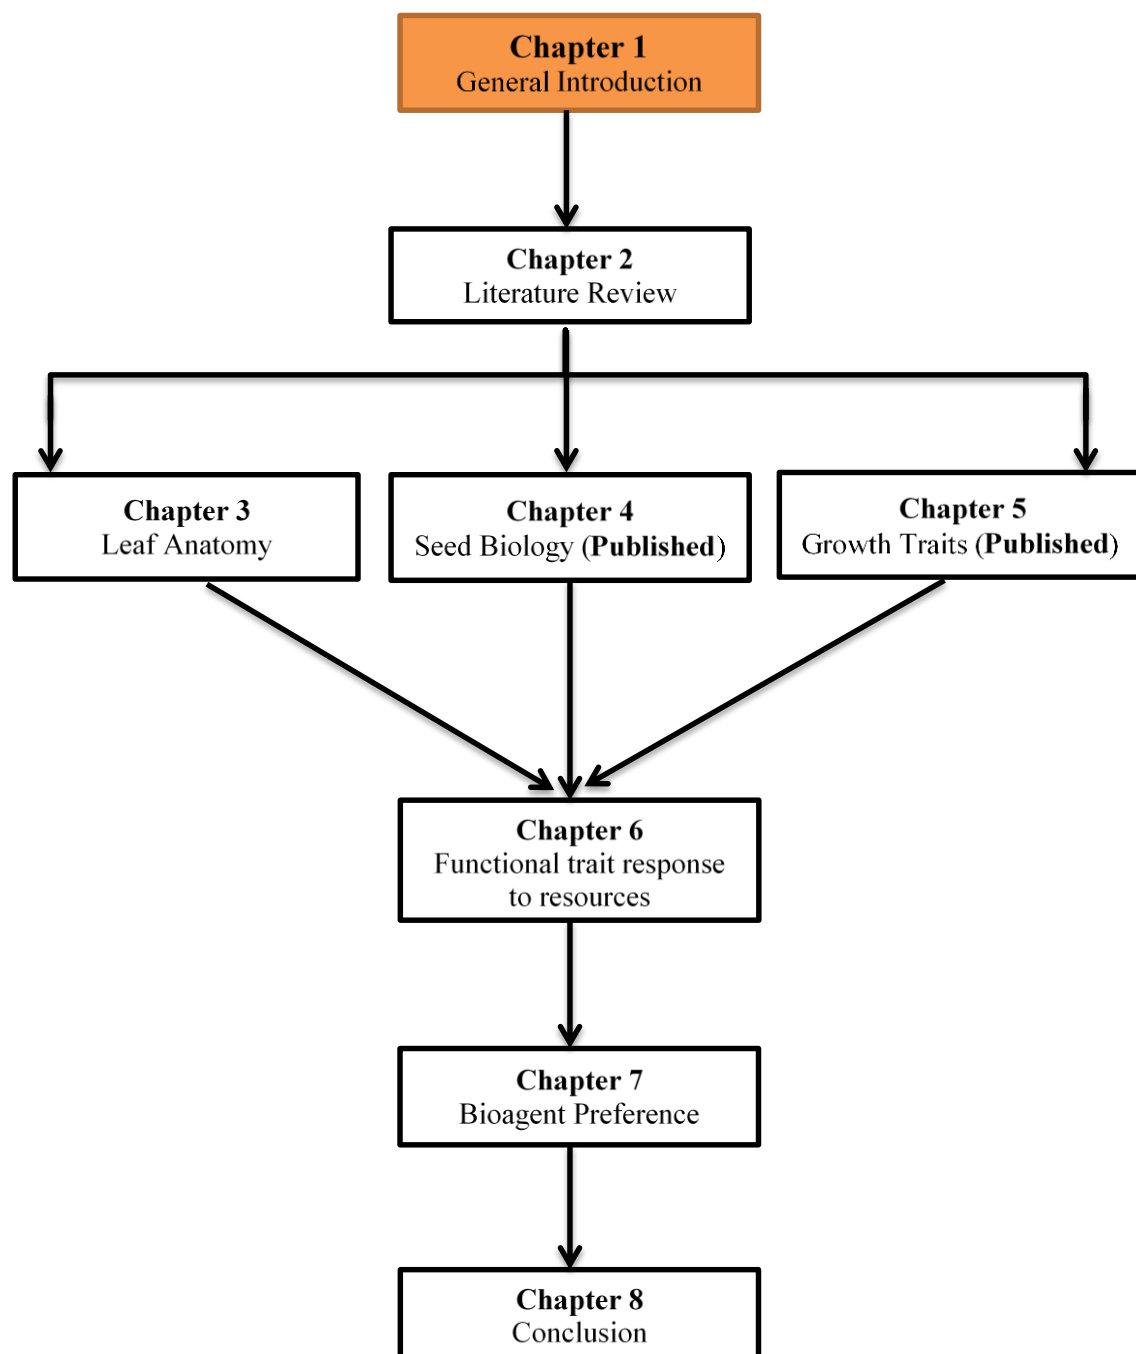 Chapter 1
General Introduction
Chapter 2
Literature Review
Chapter 3
Leaf Anatomy
Chapter 4
Seed Biology (Published)
Chapter 5
Growth Traits (Published)
Chapter 6
Functional trait response
to resources
Chapter 7
Bioagent Preference
Chapter 8
Conclusion